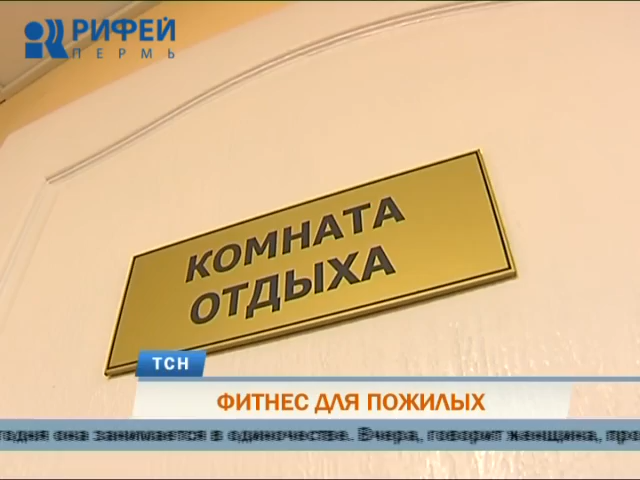 РИФЕЙ
ПЕРМЬ
КОМНАТА
ОТДЫХА
ТСН
ФИТНЕС ДЛЯ ПОЖИЛЫХ
она занимается в одиночестве. Вчера, говорит женщина,